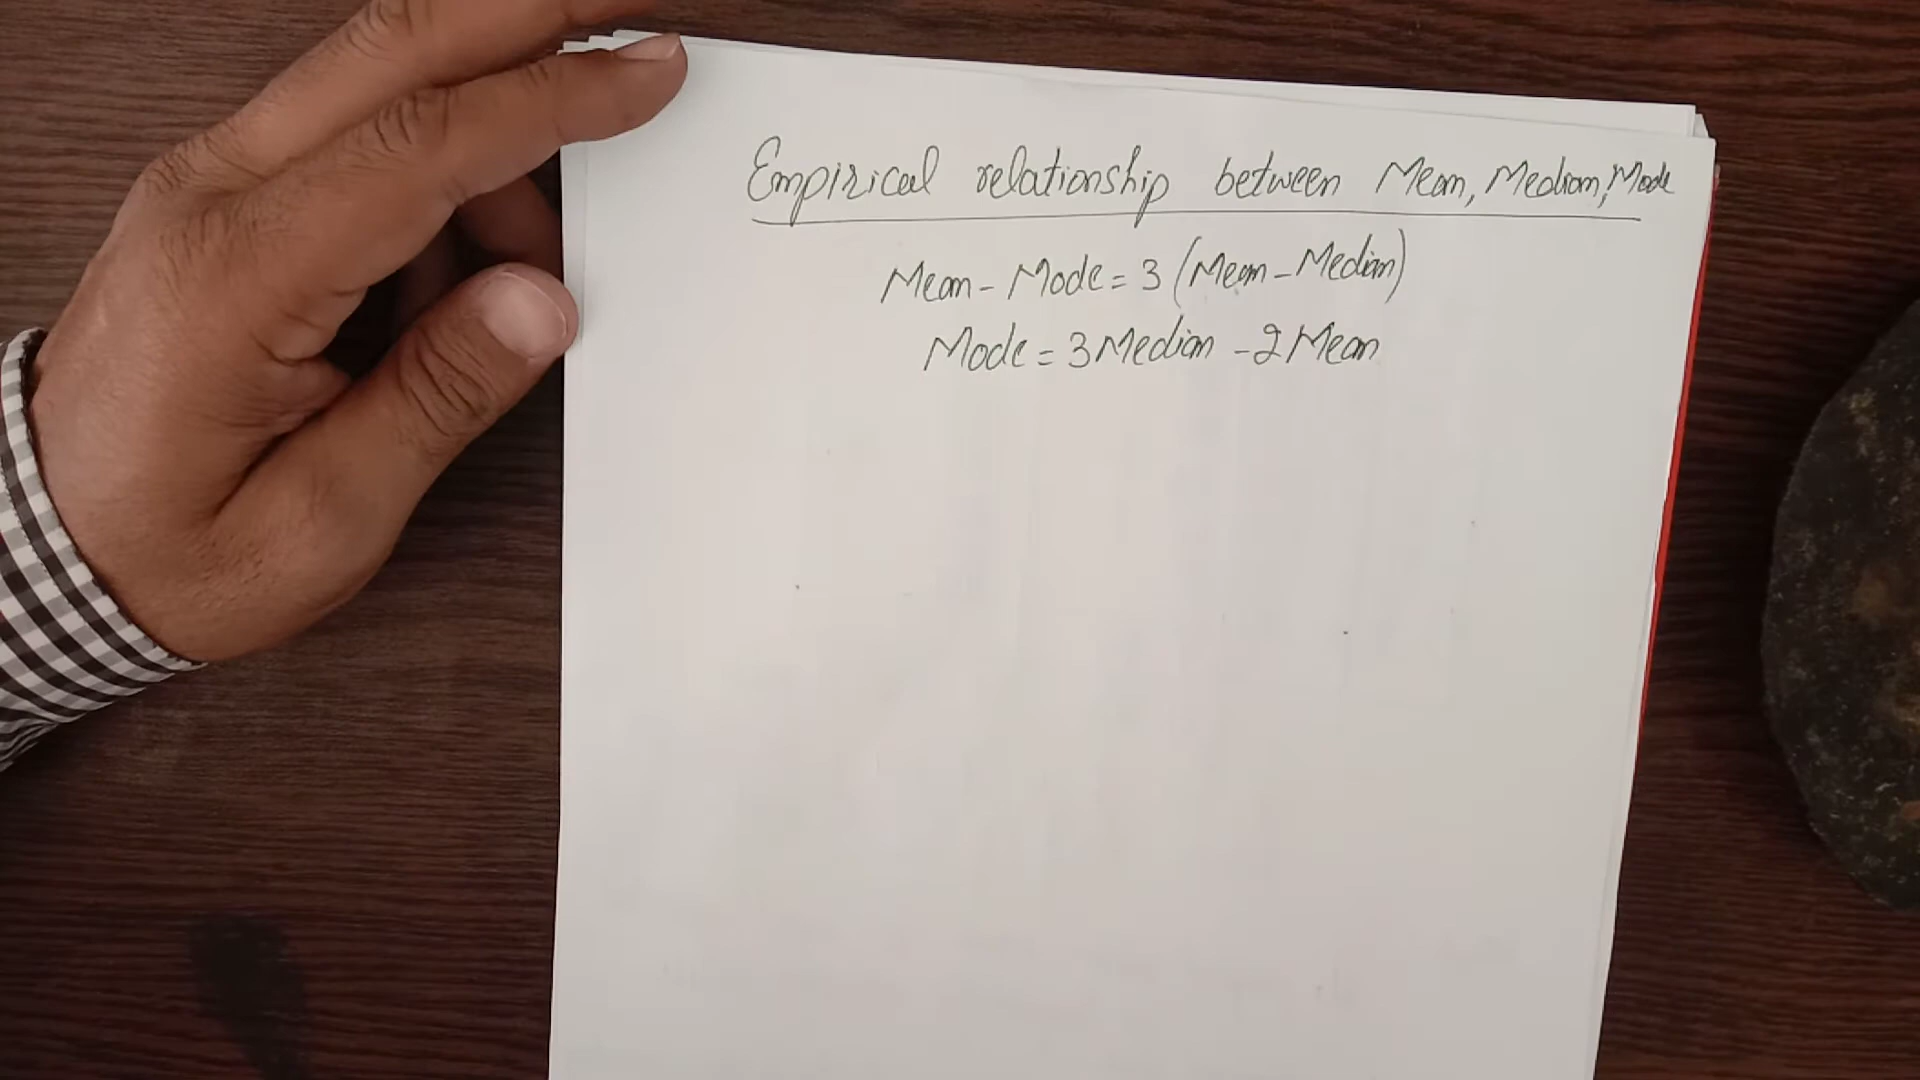 Empirical relationship between Mean, Median, Mode
Mean - Mode = 3 (Mean - Median)
Mode = 3 Median - 2 Mean